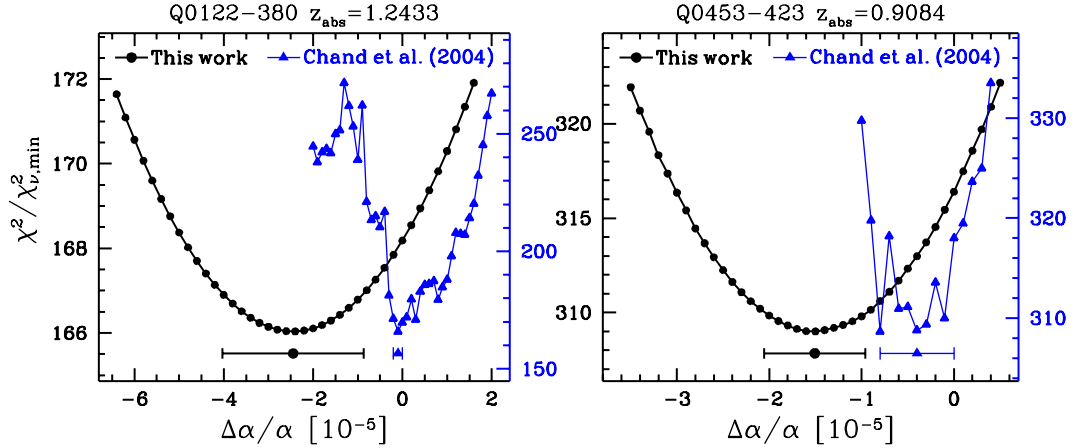 Q0122−380 z_abs=1.2433
Q0453−423 z_abs=0.9084
This work
Chand et al. (2004)
This work
Chand et al. (2004)
χ²/χ²_ν,min
172
170
168
166
250
200
150
320
315
310
330
320
310
−6
−4
−2
0
2
−3
−2
−1
0
Δα/α [10⁻⁵]
Δα/α [10⁻⁵]